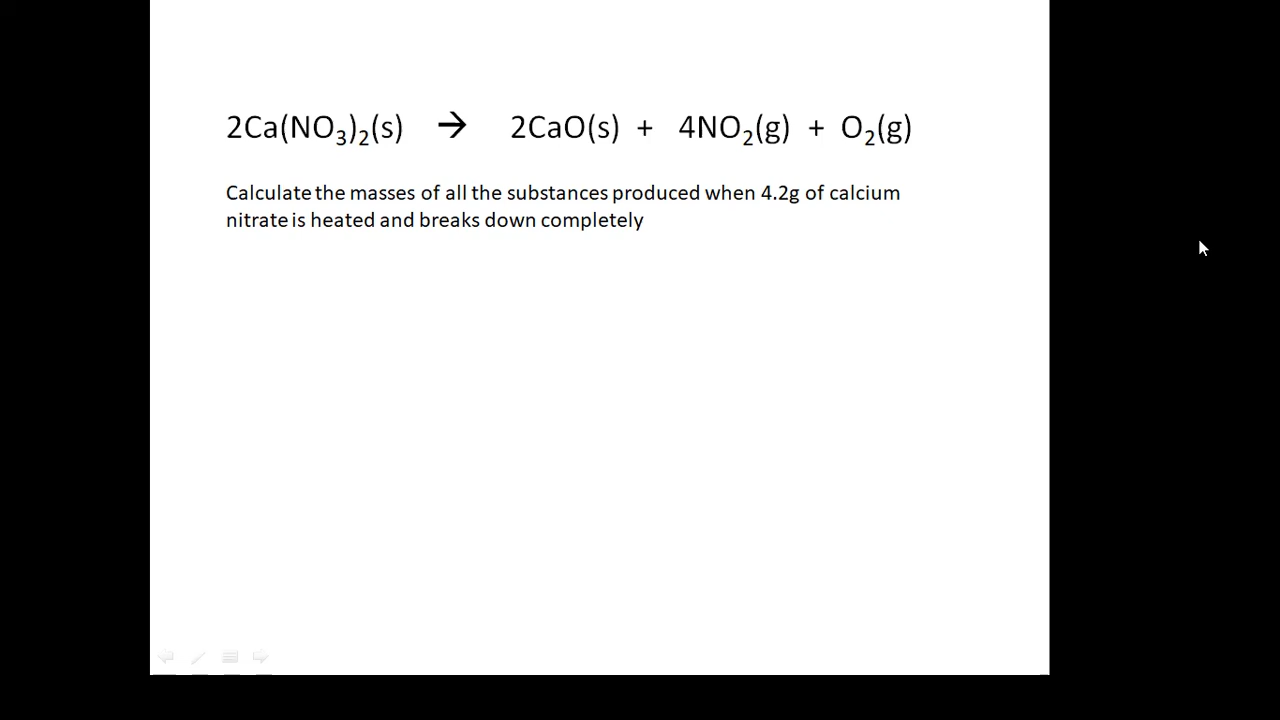 2Ca(NO₃)₂(s) → 2CaO(s) + 4NO₂(g) + O₂(g)
Calculate the masses of all the substances produced when 4.2g of calcium
nitrate is heated and breaks down completely